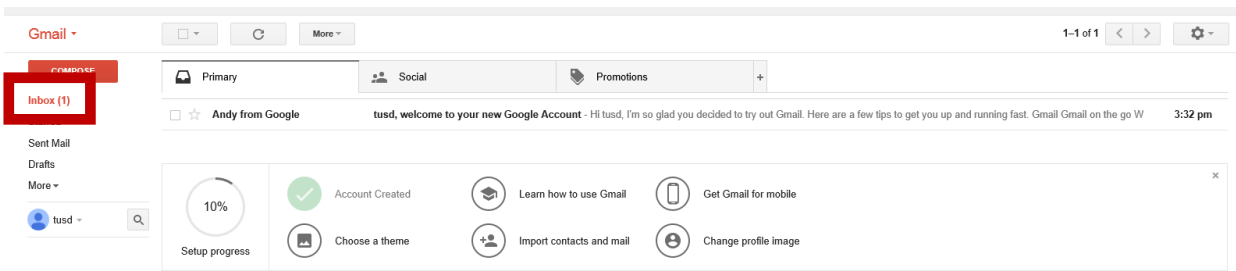 Gmail
More
1–1 of 1
COMPOSE
Primary
Social
Promotions
+
Inbox (1)
Andy from Google
tusd, welcome to your new Google Account - Hi tusd, I'm so glad you decided to try out Gmail. Here are a few tips to get you up and running fast. Gmail Gmail on the go W
3:32 pm
Sent Mail
Drafts
More
tusd
10%
Setup progress
Account Created
Learn how to use Gmail
Get Gmail for mobile
Choose a theme
Import contacts and mail
Change profile image